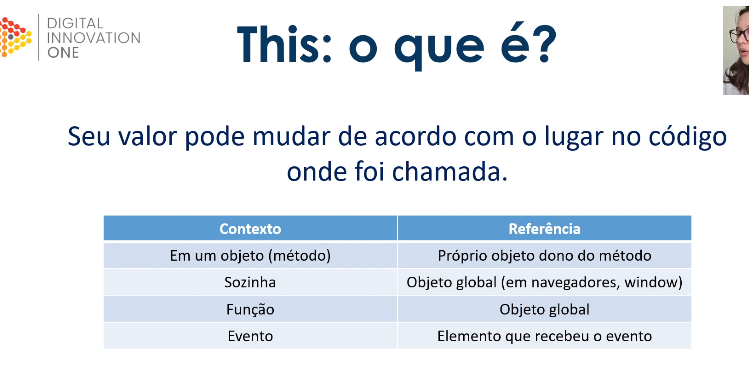 DIGITAL
INNOVATION
ONE
This: o que é?
Seu valor pode mudar de acordo com o lugar no código
onde foi chamada.
Contexto Referência
Em um objeto (método) Próprio objeto dono do método
Sozinha Objeto global (em navegadores, window)
Função Objeto global
Evento Elemento que recebeu o evento